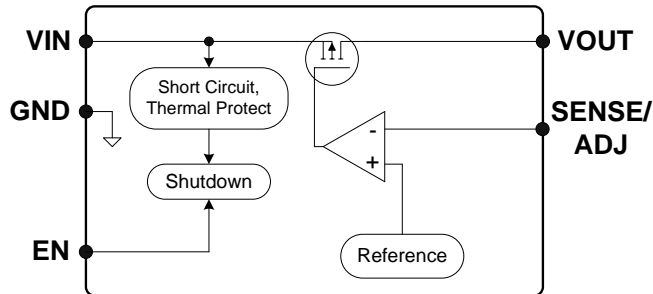 VIN
VOUT
Short Circuit,
Thermal Protect
GND
SENSE/
ADJ
-
+
Shutdown
EN
Reference